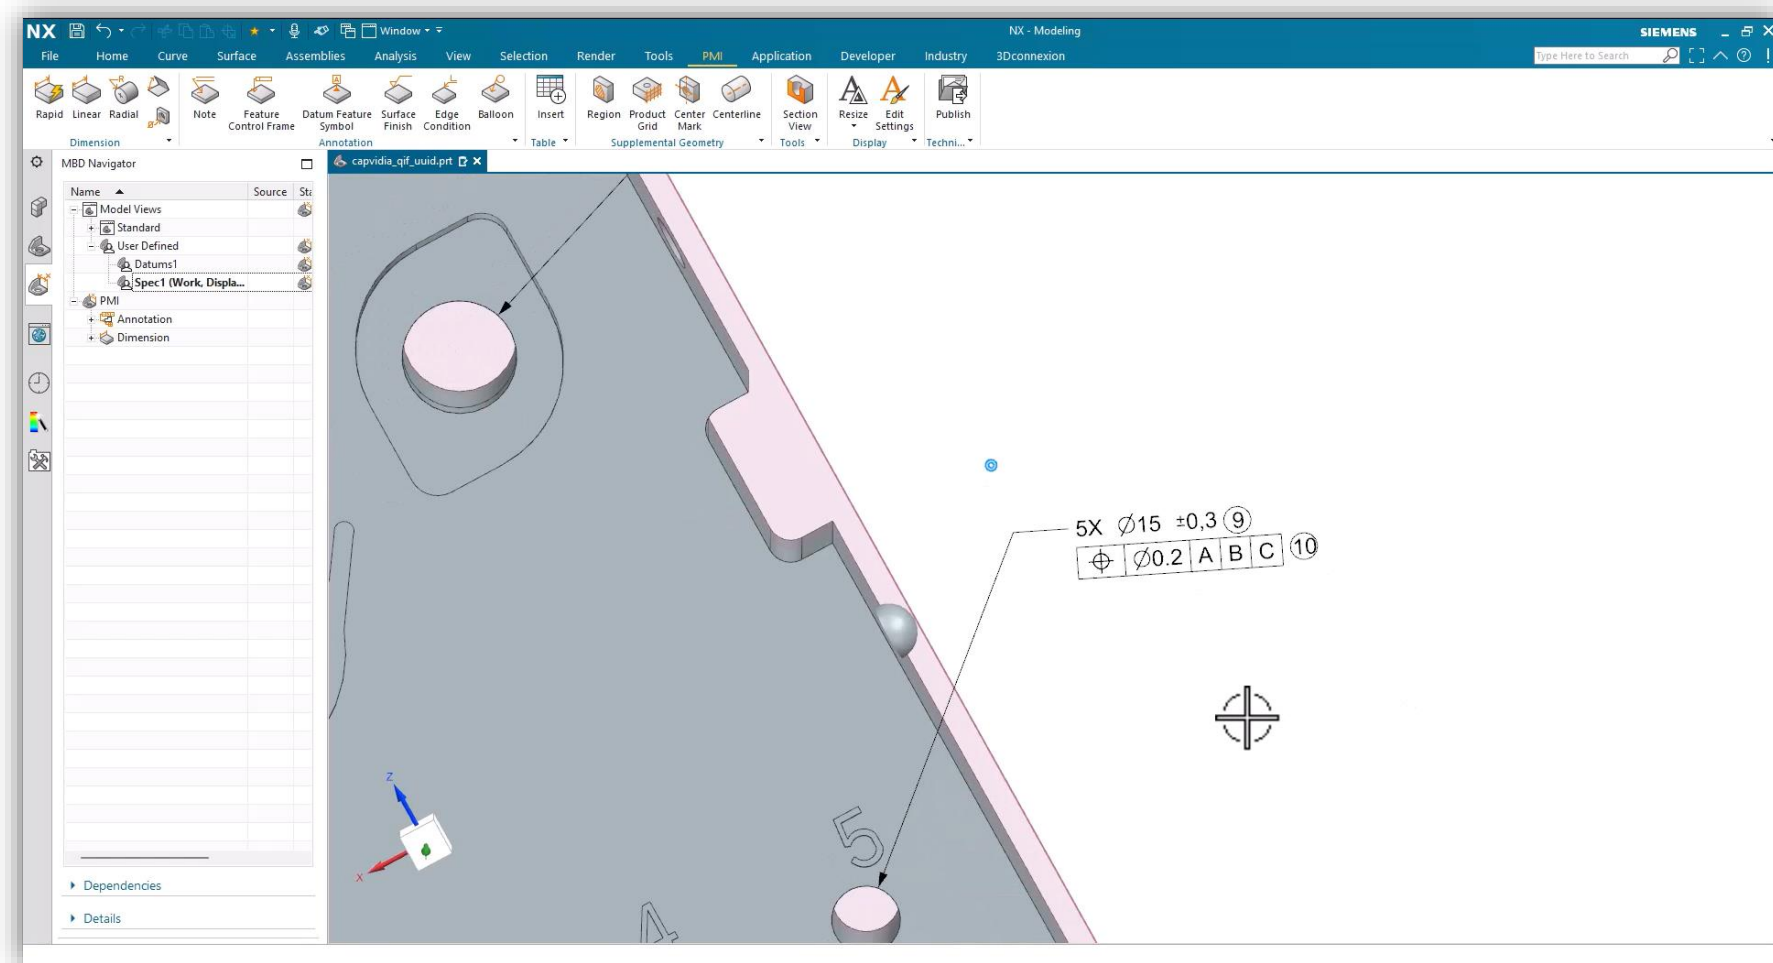 NX Window NX - Modeling SIEMENS
File Home Curve Surface Assemblies Analysis View Selection Render Tools PMI Application Developer Industry 3Dconnexion Type Here to Search
Rapid Linear Radial Note Feature Control Frame Datum Feature Symbol Surface Finish Edge Condition Balloon Insert Region Product Grid Center Mark Centerline Section View Resize Edit Settings Publish
Dimension Annotation Table Supplemental Geometry Tools Display Techni...
MBD Navigator
capvidia_qif_uuid.prt
Name Source Sta
Model Views
Standard
User Defined
Datums1
Spec1 (Work, Displa...
PMI
Annotation
Dimension
5X Ø15 ±0,3 9
⌖ Ø0.2 A B C 10
Z
X
5
4
Dependencies
Details